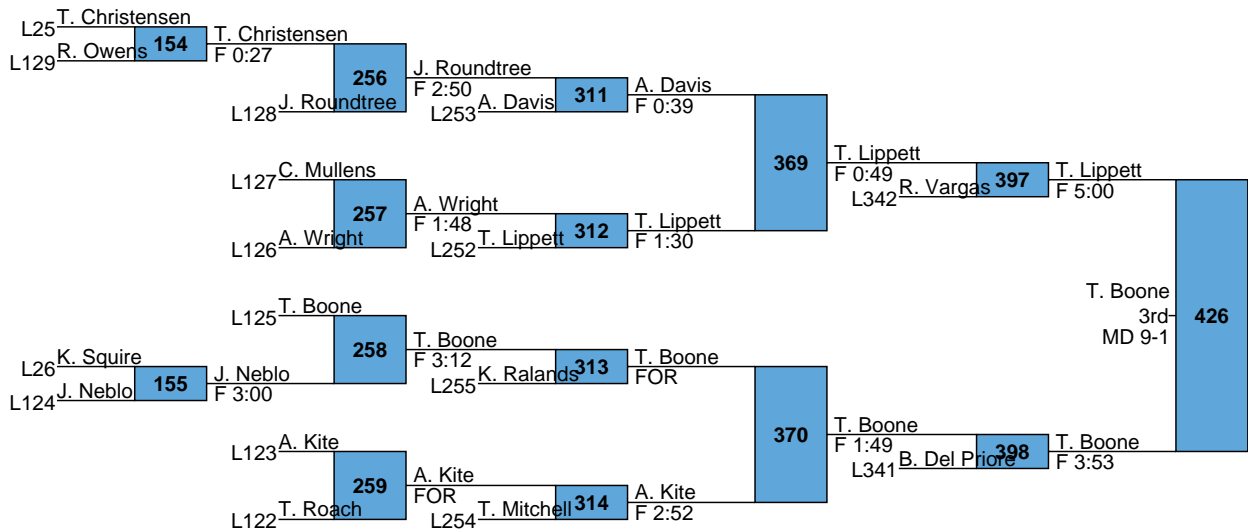 L25
T. Christensen
L129
R. Owens
154
T. Christensen
F 0:27
L128
J. Roundtree
256
J. Roundtree
F 2:50
L253
A. Davis
311
A. Davis
F 0:39
L127
C. Mullens
L126
A. Wright
257
A. Wright
F 1:48
L252
T. Lippett
312
T. Lippett
F 1:30
369
T. Lippett
F 0:49
L342
R. Vargas
397
T. Lippett
F 5:00
L125
T. Boone
L26
K. Squire
L124
J. Neblo
155
J. Neblo
F 3:00
258
T. Boone
F 3:12
L255
K. Ralands
313
T. Boone
FOR
L123
A. Kite
L122
T. Roach
259
A. Kite
FOR
L254
T. Mitchell
314
A. Kite
F 2:52
370
T. Boone
F 1:49
L341
B. Del Priore
398
T. Boone
F 3:53
T. Boone
3rd
MD 9-1
426